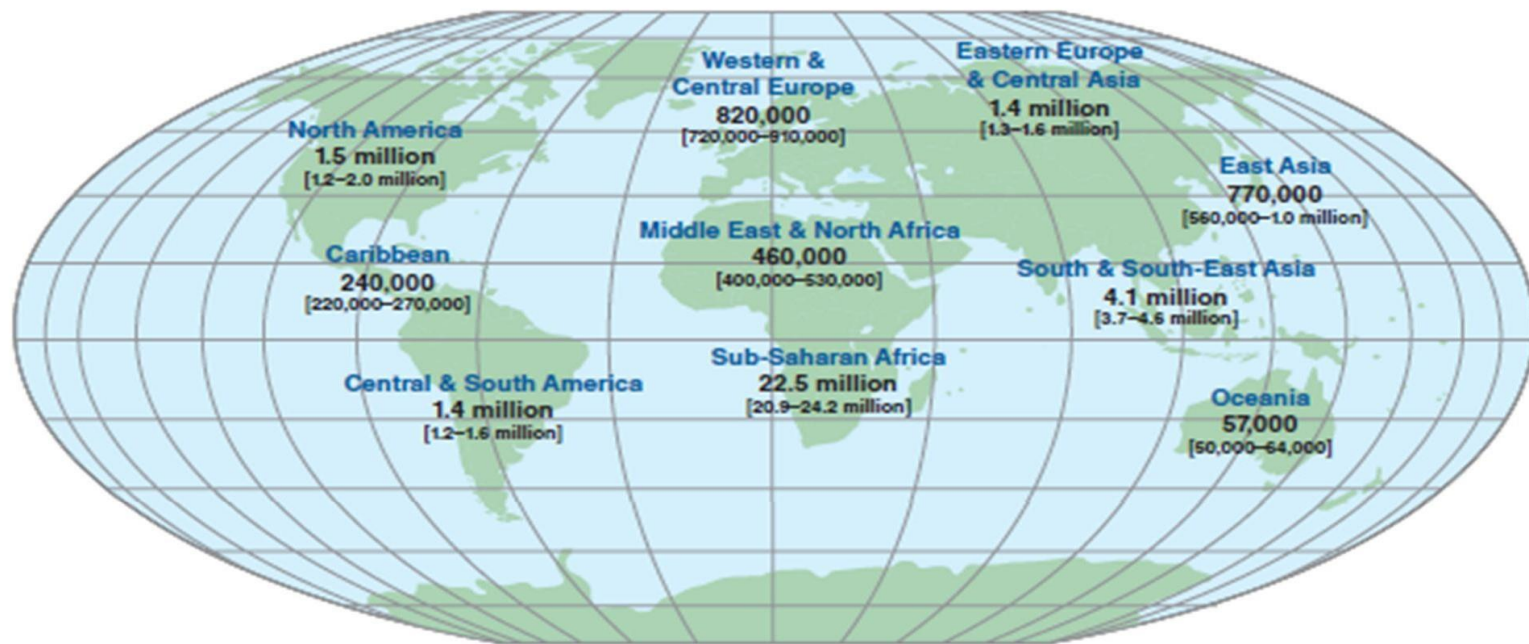 Western &
Central Europe
820,000
[720,000–910,000]
Eastern Europe
& Central Asia
1.4 million
[1.3–1.6 million]
North America
1.5 million
[1.2–2.0 million]
East Asia
770,000
[560,000–1.0 million]
Middle East & North Africa
460,000
[400,000–530,000]
Caribbean
240,000
[220,000–270,000]
South & South-East Asia
4.1 million
[3.7–4.6 million]
Sub-Saharan Africa
22.5 million
[20.9–24.2 million]
Central & South America
1.4 million
[1.2–1.6 million]
Oceania
57,000
[50,000–64,000]